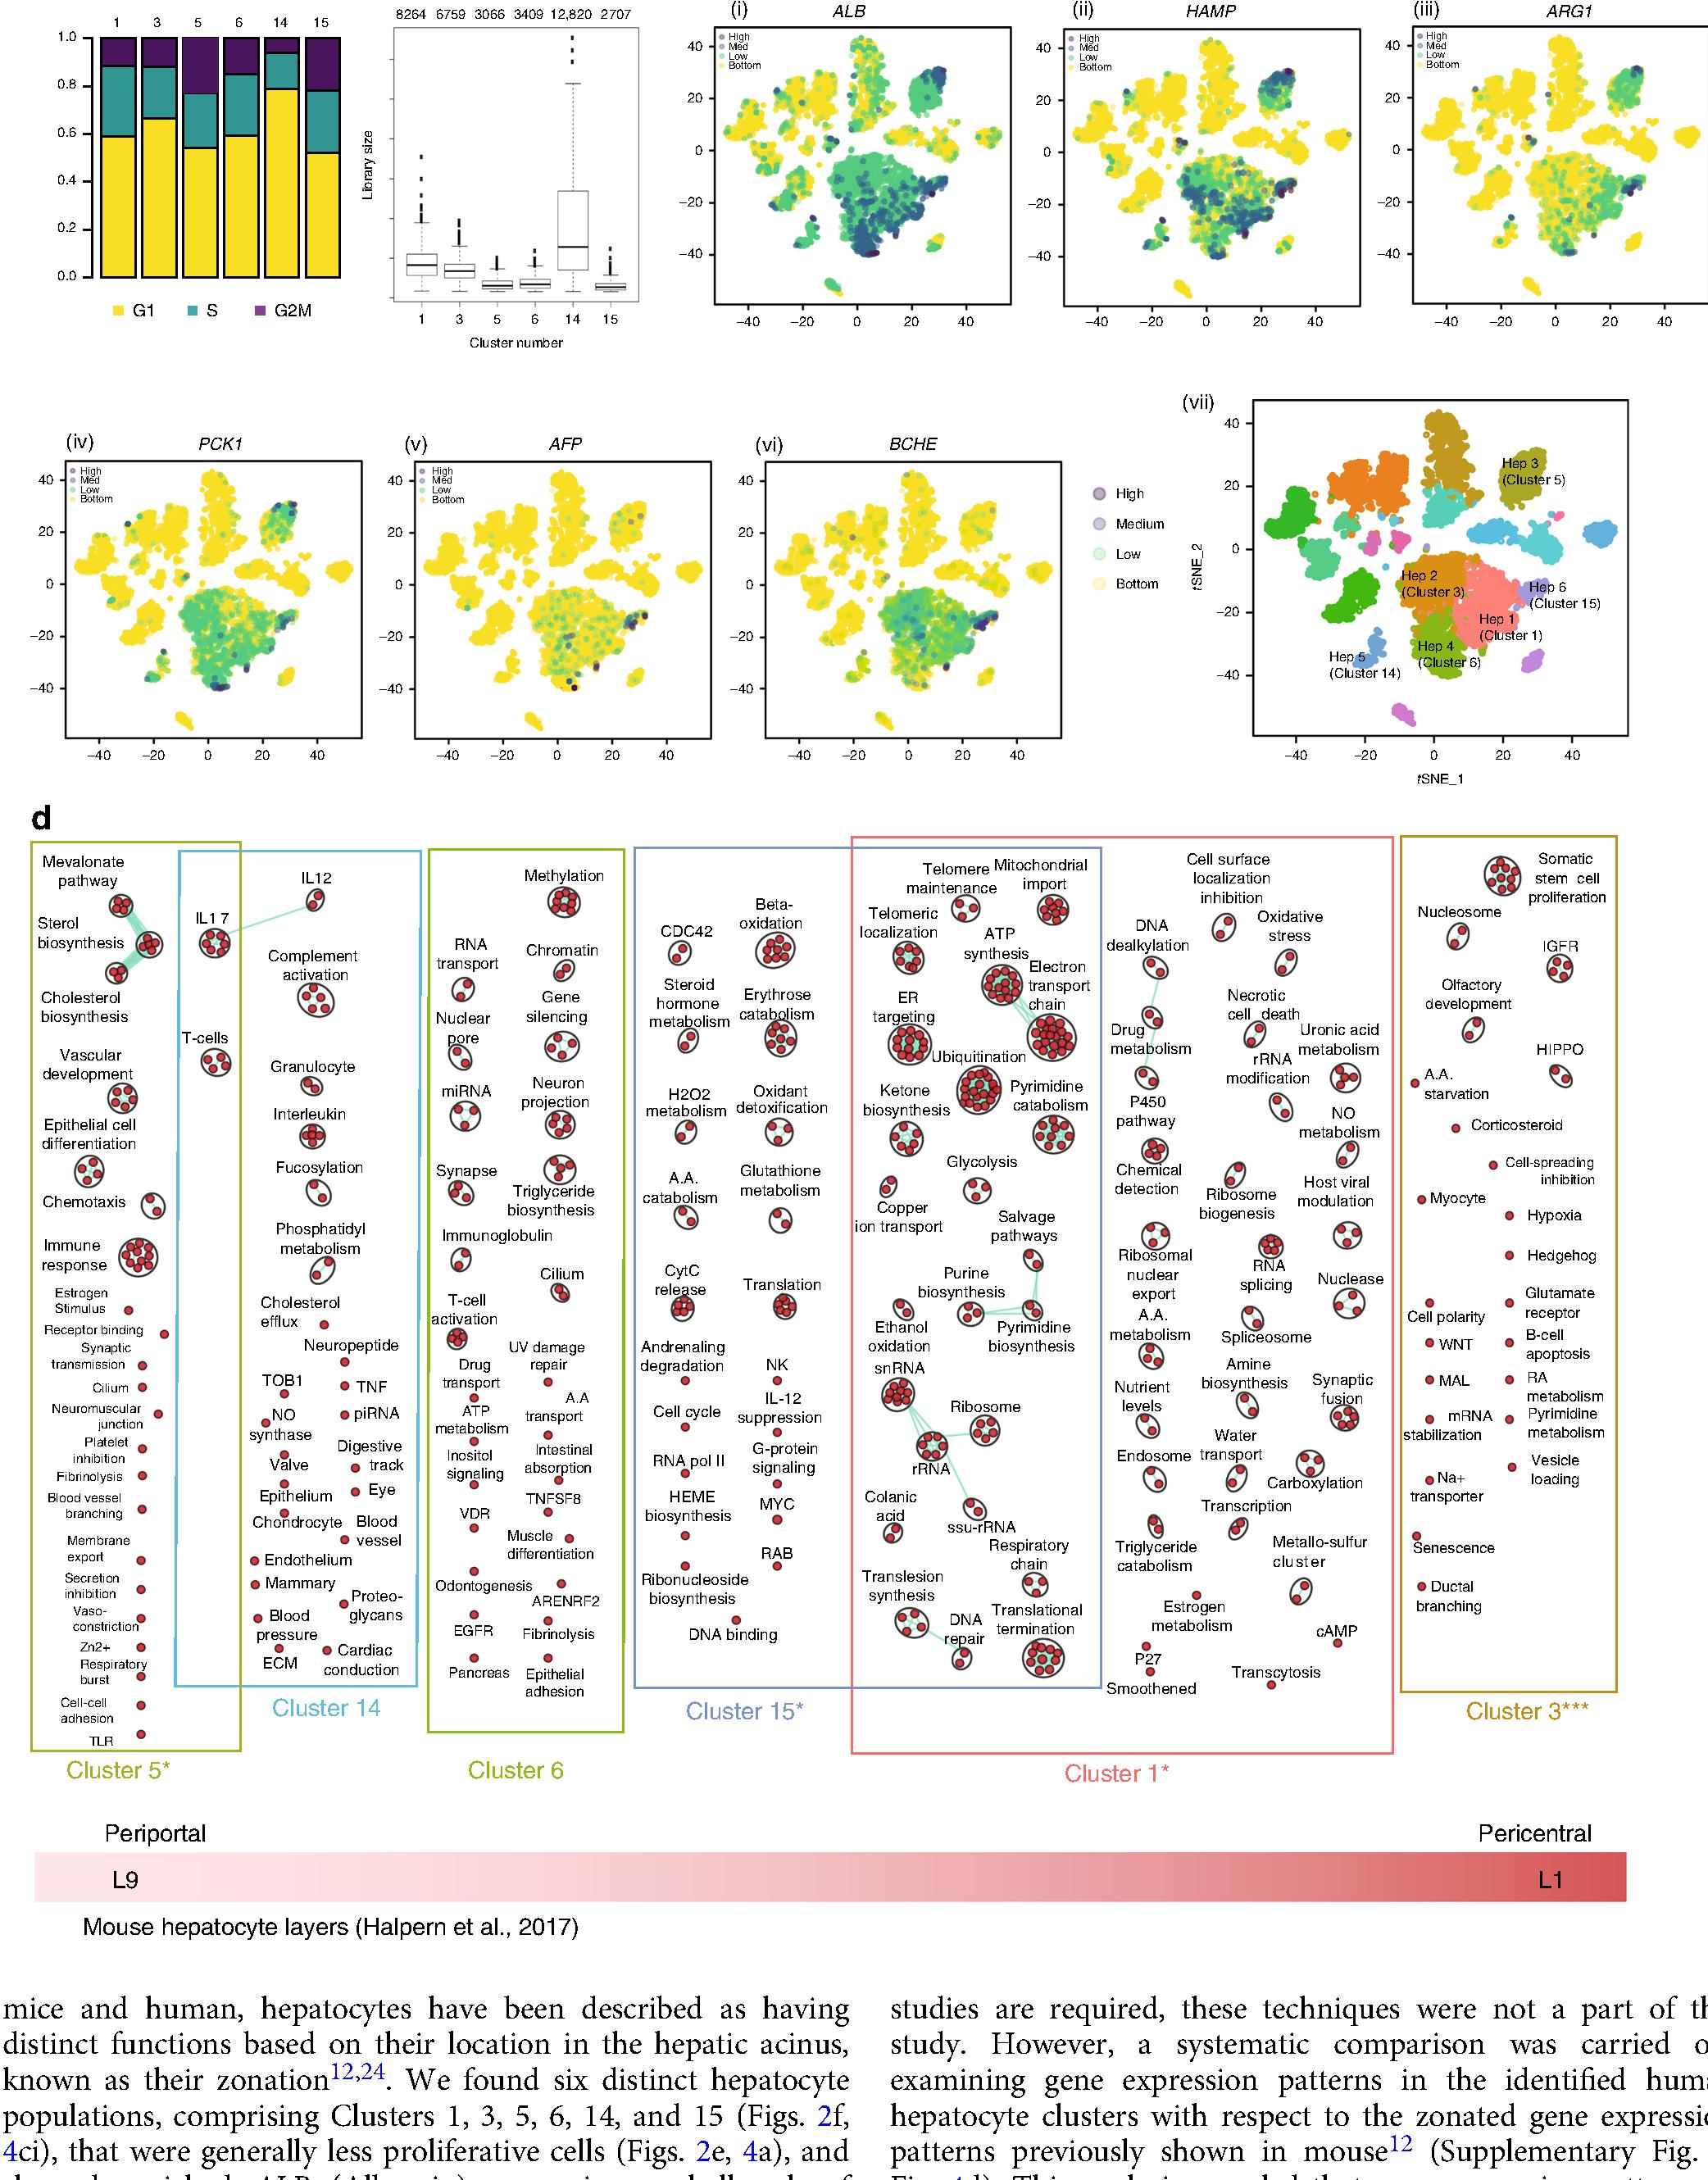 1 3 5 6 14 15
1.0
0.8
0.6
0.4
0.2
0.0
G1 S G2M
8264 6759 3066 3409 12,820 2707
Library size
1 3 5 6 14 15
Cluster number
(i) ALB
High
Med
Low
Bottom
40
20
0
−20
−40
−40 −20 0 20 40
(ii) HAMP
High
Med
Low
Bottom
40
20
0
−20
−40
−40 −20 0 20 40
(iii) ARG1
High
Med
Low
Bottom
40
20
0
−20
−40
−40 −20 0 20 40
(iv) PCK1
High
Med
Low
Bottom
40
20
0
−20
−40
−40 −20 0 20 40
(v) AFP
High
Med
Low
Bottom
40
20
0
−20
−40
−40 −20 0 20 40
(vi) BCHE
High
Med
Low
Bottom
40
20
0
−20
−40
−40 −20 0 20 40
High
Medium
Low
Bottom
(vii)
tSNE_2
40
20
0
−20
−40
Hep 3
(Cluster 5)
Hep 2
(Cluster 3)
Hep 6
(Cluster 15)
Hep 1
(Cluster 1)
Hep 4
(Cluster 6)
Hep 5
(Cluster 14)
−40 −20 0 20 40
tSNE_1
d
Mevalonate
pathway
Sterol
biosynthesis
Cholesterol
biosynthesis
Vascular
development
Epithelial cell
differentiation
Chemotaxis
Immune
response
Estrogen
Stimulus
Receptor binding
Synaptic
transmission
Cilium
Neuromuscular
junction
Platelet
inhibition
Fibrinolysis
Blood vessel
branching
Membrane
export
Secretion
inhibition
Vaso-
constriction
Zn2+
Respiratory
burst
Cell-cell
adhesion
TLR
Cluster 5*
IL17
T-cells
IL12
Complement
activation
Granulocyte
Interleukin
Fucosylation
Phosphatidyl
metabolism
Cholesterol
efflux
Neuropeptide
TOB1
TNF
NO
synthase
piRNA
Valve
Digestive
track
Epithelium
Eye
Chondrocyte
Blood
vessel
Endothelium
Mammary
Proteo-
glycans
Blood
pressure
ECM
Cardiac
conduction
Cluster 14
Methylation
RNA
transport
Chromatin
Nuclear
pore
Gene
silencing
miRNA
Neuron
projection
Synapse
Triglyceride
biosynthesis
Immunoglobulin
Cilium
T-cell
activation
UV damage
repair
Drug
transport
A.A
transport
ATP
metabolism
Intestinal
absorption
Inositol
signaling
TNFSF8
VDR
Muscle
differentiation
Odontogenesis
ARENRF2
EGFR
Fibrinolysis
Pancreas
Epithelial
adhesion
Cluster 6
CDC42
Beta-
oxidation
Steroid
hormone
metabolism
Erythrose
catabolism
H2O2
metabolism
Oxidant
detoxification
A.A.
catabolism
Glutathione
metabolism
CytC
release
Translation
Andrenaling
degradation
NK
Cell cycle
IL-12
suppression
RNA pol II
G-protein
signaling
HEME
biosynthesis
MYC
RAB
Ribonucleoside
biosynthesis
DNA binding
Cluster 15*
Telomere
maintenance
Mitochondrial
import
Telomeric
localization
ATP
synthesis
Electron
transport
chain
ER
targeting
Ubiquitination
Ketone
biosynthesis
Pyrimidine
catabolism
Glycolysis
Copper
ion transport
Salvage
pathways
Purine
biosynthesis
Ethanol
oxidation
Pyrimidine
biosynthesis
snRNA
Ribosome
rRNA
Colanic
acid
ssu-rRNA
Respiratory
chain
Translesion
synthesis
DNA
repair
Translational
termination
Cell surface
localization
inhibition
DNA
dealkylation
Oxidative
stress
Necrotic
cell death
Drug
metabolism
Uronic acid
metabolism
rRNA
modification
P450
pathway
NO
metabolism
Chemical
detection
Ribosome
biogenesis
Host viral
modulation
Ribosomal
nuclear
export
RNA
splicing
Nuclease
A.A.
metabolism
Spliceosome
Amine
biosynthesis
Synaptic
fusion
Nutrient
levels
Water
transport
Endosome
Carboxylation
Transcription
Triglyceride
catabolism
Metallo-sulfur
cluster
Estrogen
metabolism
cAMP
P27
Smoothened
Transcytosis
Cluster 1*
Somatic
stem cell
proliferation
Nucleosome
IGFR
Olfactory
development
HIPPO
A.A.
starvation
Corticosteroid
Cell-spreading
inhibition
Myocyte
Hypoxia
Hedgehog
Cell polarity
Glutamate
receptor
WNT
B-cell
apoptosis
MAL
RA
metabolism
mRNA
stabilization
Pyrimidine
metabolism
Na+
transporter
Vesicle
loading
Senescence
Ductal
branching
Cluster 3***
Periportal Pericentral
L9 L1
Mouse hepatocyte layers (Halpern et al., 2017)
mice and human, hepatocytes have been described as having
distinct functions based on their location in the hepatic acinus,
known as their zonation12,24. We found six distinct hepatocyte
populations, comprising Clusters 1, 3, 5, 6, 14, and 15 (Figs. 2f,
4ci), that were generally less proliferative cells (Figs. 2e, 4a), and
studies are required, these techniques were not a part of
study. However, a systematic comparison was carried
examining gene expression patterns in the identified
hepatocyte clusters with respect to the zonated gene
patterns previously shown in mouse12 (Supplementary Fig.